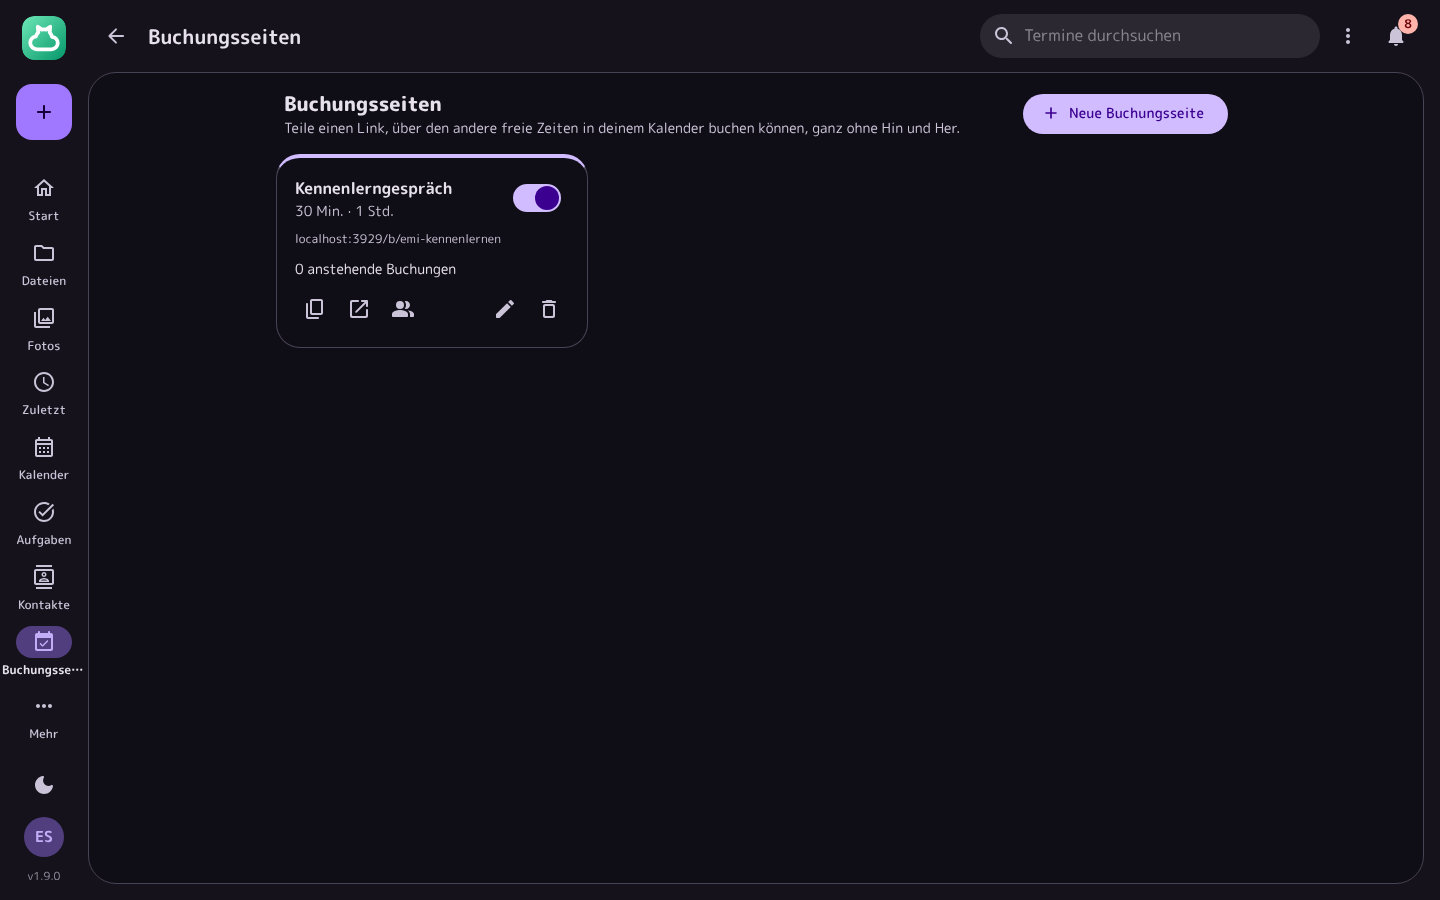 Buchungsseiten
Termine durchsuchen
8
Buchungsseiten
Teile einen Link, über den andere freie Zeiten in deinem Kalender buchen können, ganz ohne Hin und Her.
Neue Buchungsseite
Kennenlerngespräch
30 Min. · 1 Std.
localhost:3929/b/emi-kennenlernen
0 anstehende Buchungen
Start
Dateien
Fotos
Zuletzt
Kalender
Aufgaben
Kontakte
Buchungsse···
Mehr
ES
v1.9.0